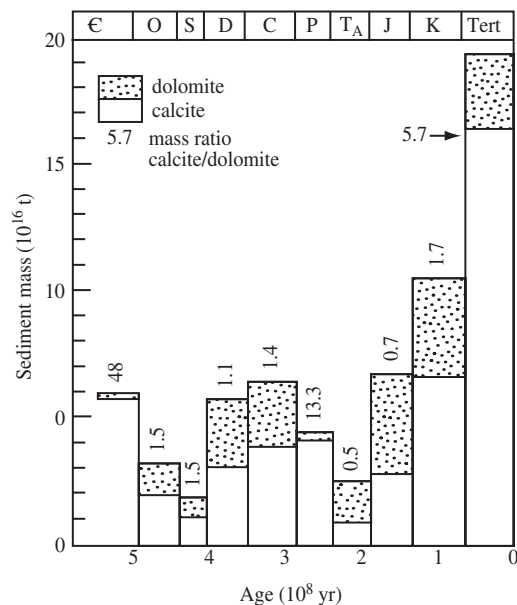 Є O S D C P TA J K Tert
20
15
10
0
0
Sediment mass (10^16 t)
dolomite
calcite
5.7 mass ratio
calcite/dolomite
48
1.5
1.5
1.1
1.4
13.3
0.5
0.7
1.7
5.7
5 4 3 2 1 0
Age (10^8 yr)